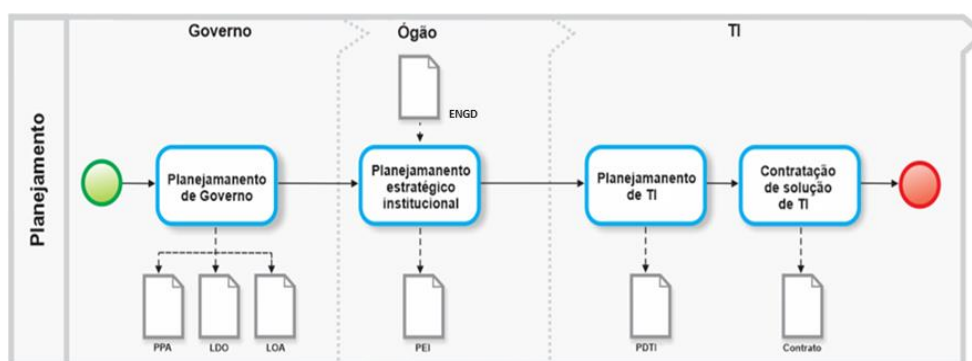 Governo
Ógão
TI
Planejamento
ENGD
Planejamanento
de Governo
Planejamanento
estratégico
institucional
Planejamanento
de TI
Contratação
de solução
de TI
PPA
LDO
LOA
PEI
PDTI
Contrato